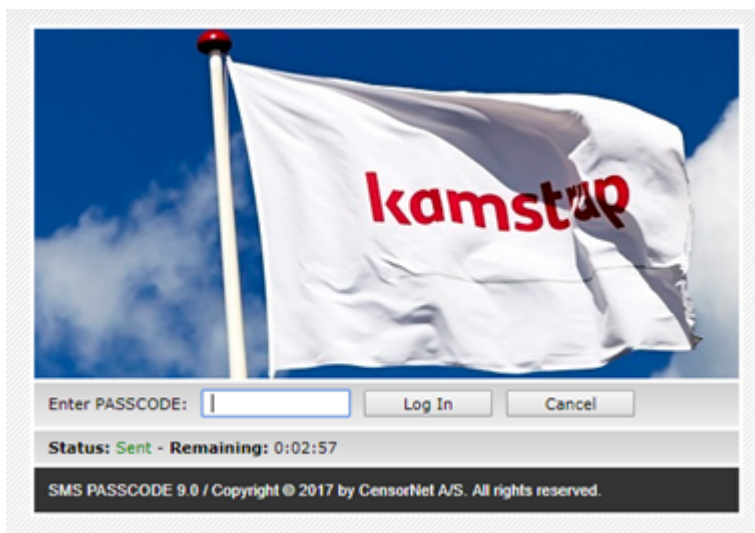 kamstrup
Enter PASSCODE: Log In Cancel
Status: Sent - Remaining: 0:02:57
SMS PASSCODE 9.0 / Copyright © 2017 by CensorNet A/S. All rights reserved.